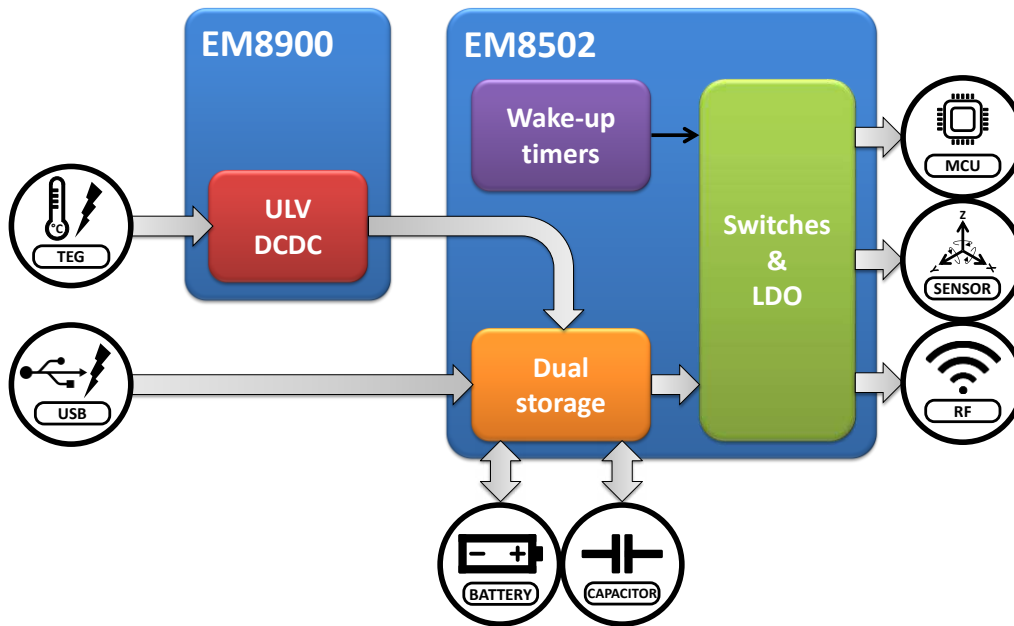 EM8900
EM8502
Wake-up
timers
MCU
°C
TEG
ULV
DCDC
Switches
&
LDO
Z
Y
X
SENSOR
USB
Dual
storage
RF
- +
BATTERY
CAPACITOR